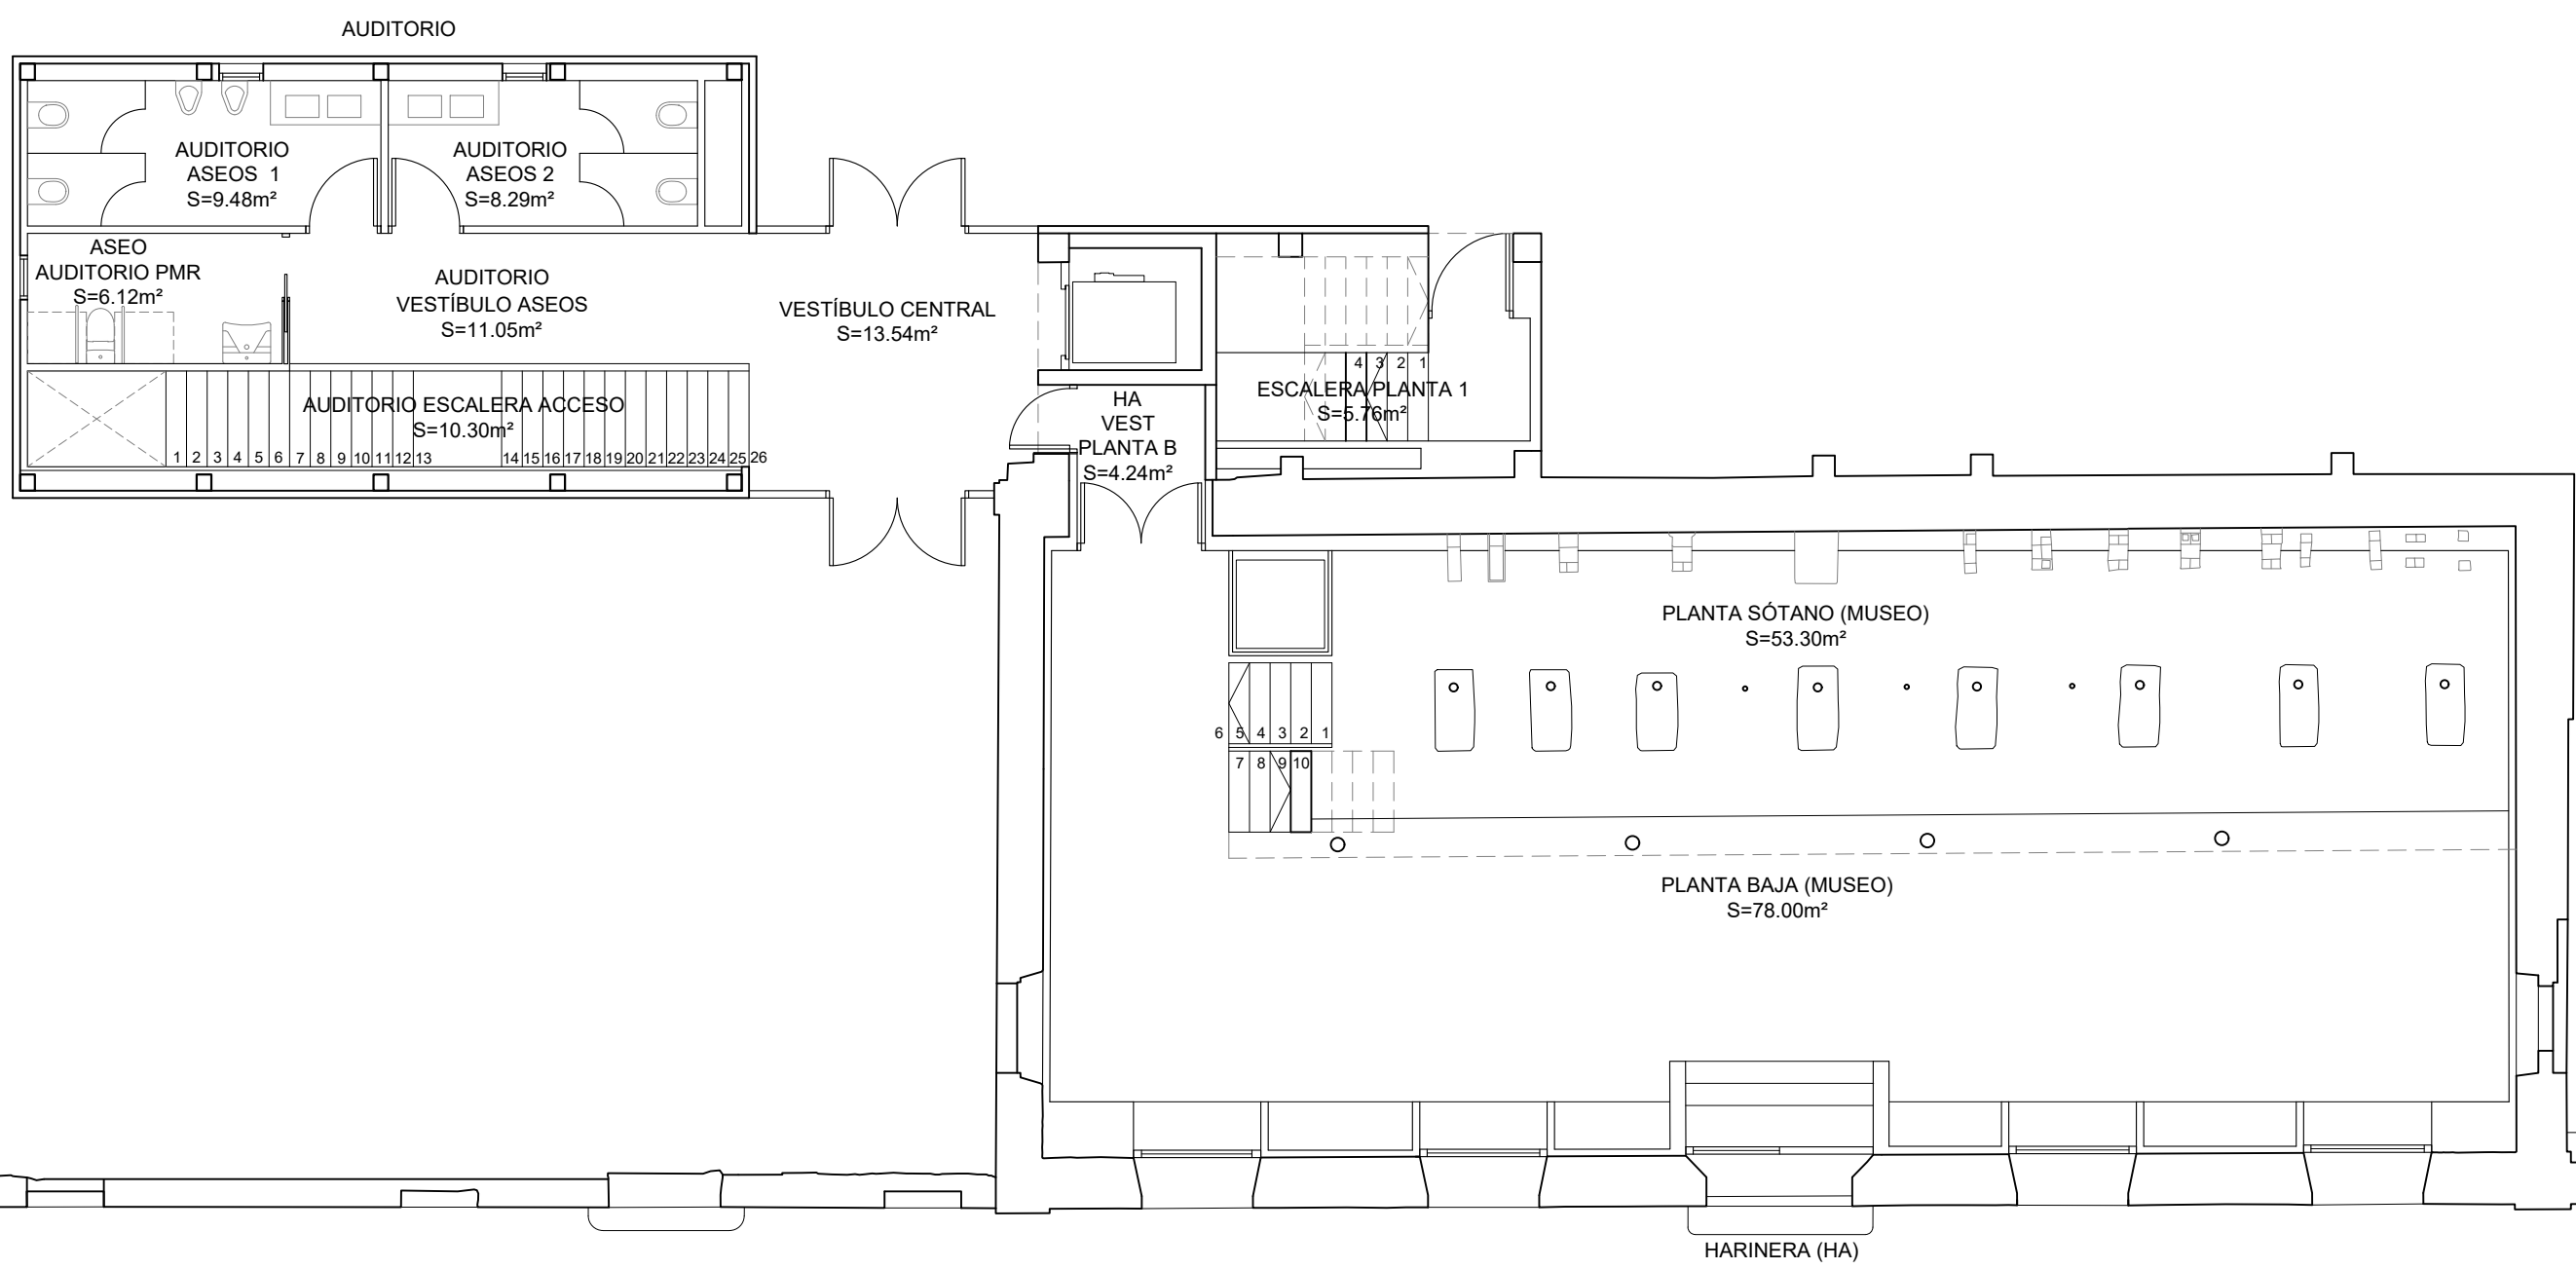 AUDITORIO
AUDITORIO
ASEOS 1
S=9.48m²
AUDITORIO
ASEOS 2
S=8.29m²
ASEO
AUDITORIO PMR
S=6.12m²
AUDITORIO
VESTÍBULO ASEOS
S=11.05m²
VESTÍBULO CENTRAL
S=13.54m²
4 3 2 1
ESCALERA PLANTA 1
S=5.76m²
AUDITORIO ESCALERA ACCESO
S=10.30m²
1 2 3 4 5 6 7 8 9 10 11 12 13 14 15 16 17 18 19 20 21 22 23 24 25 26
HA
VEST
PLANTA B
S=4.24m²
PLANTA SÓTANO (MUSEO)
S=53.30m²
6 5 4 3 2 1
7 8 9 10
PLANTA BAJA (MUSEO)
S=78.00m²
HARINERA (HA)